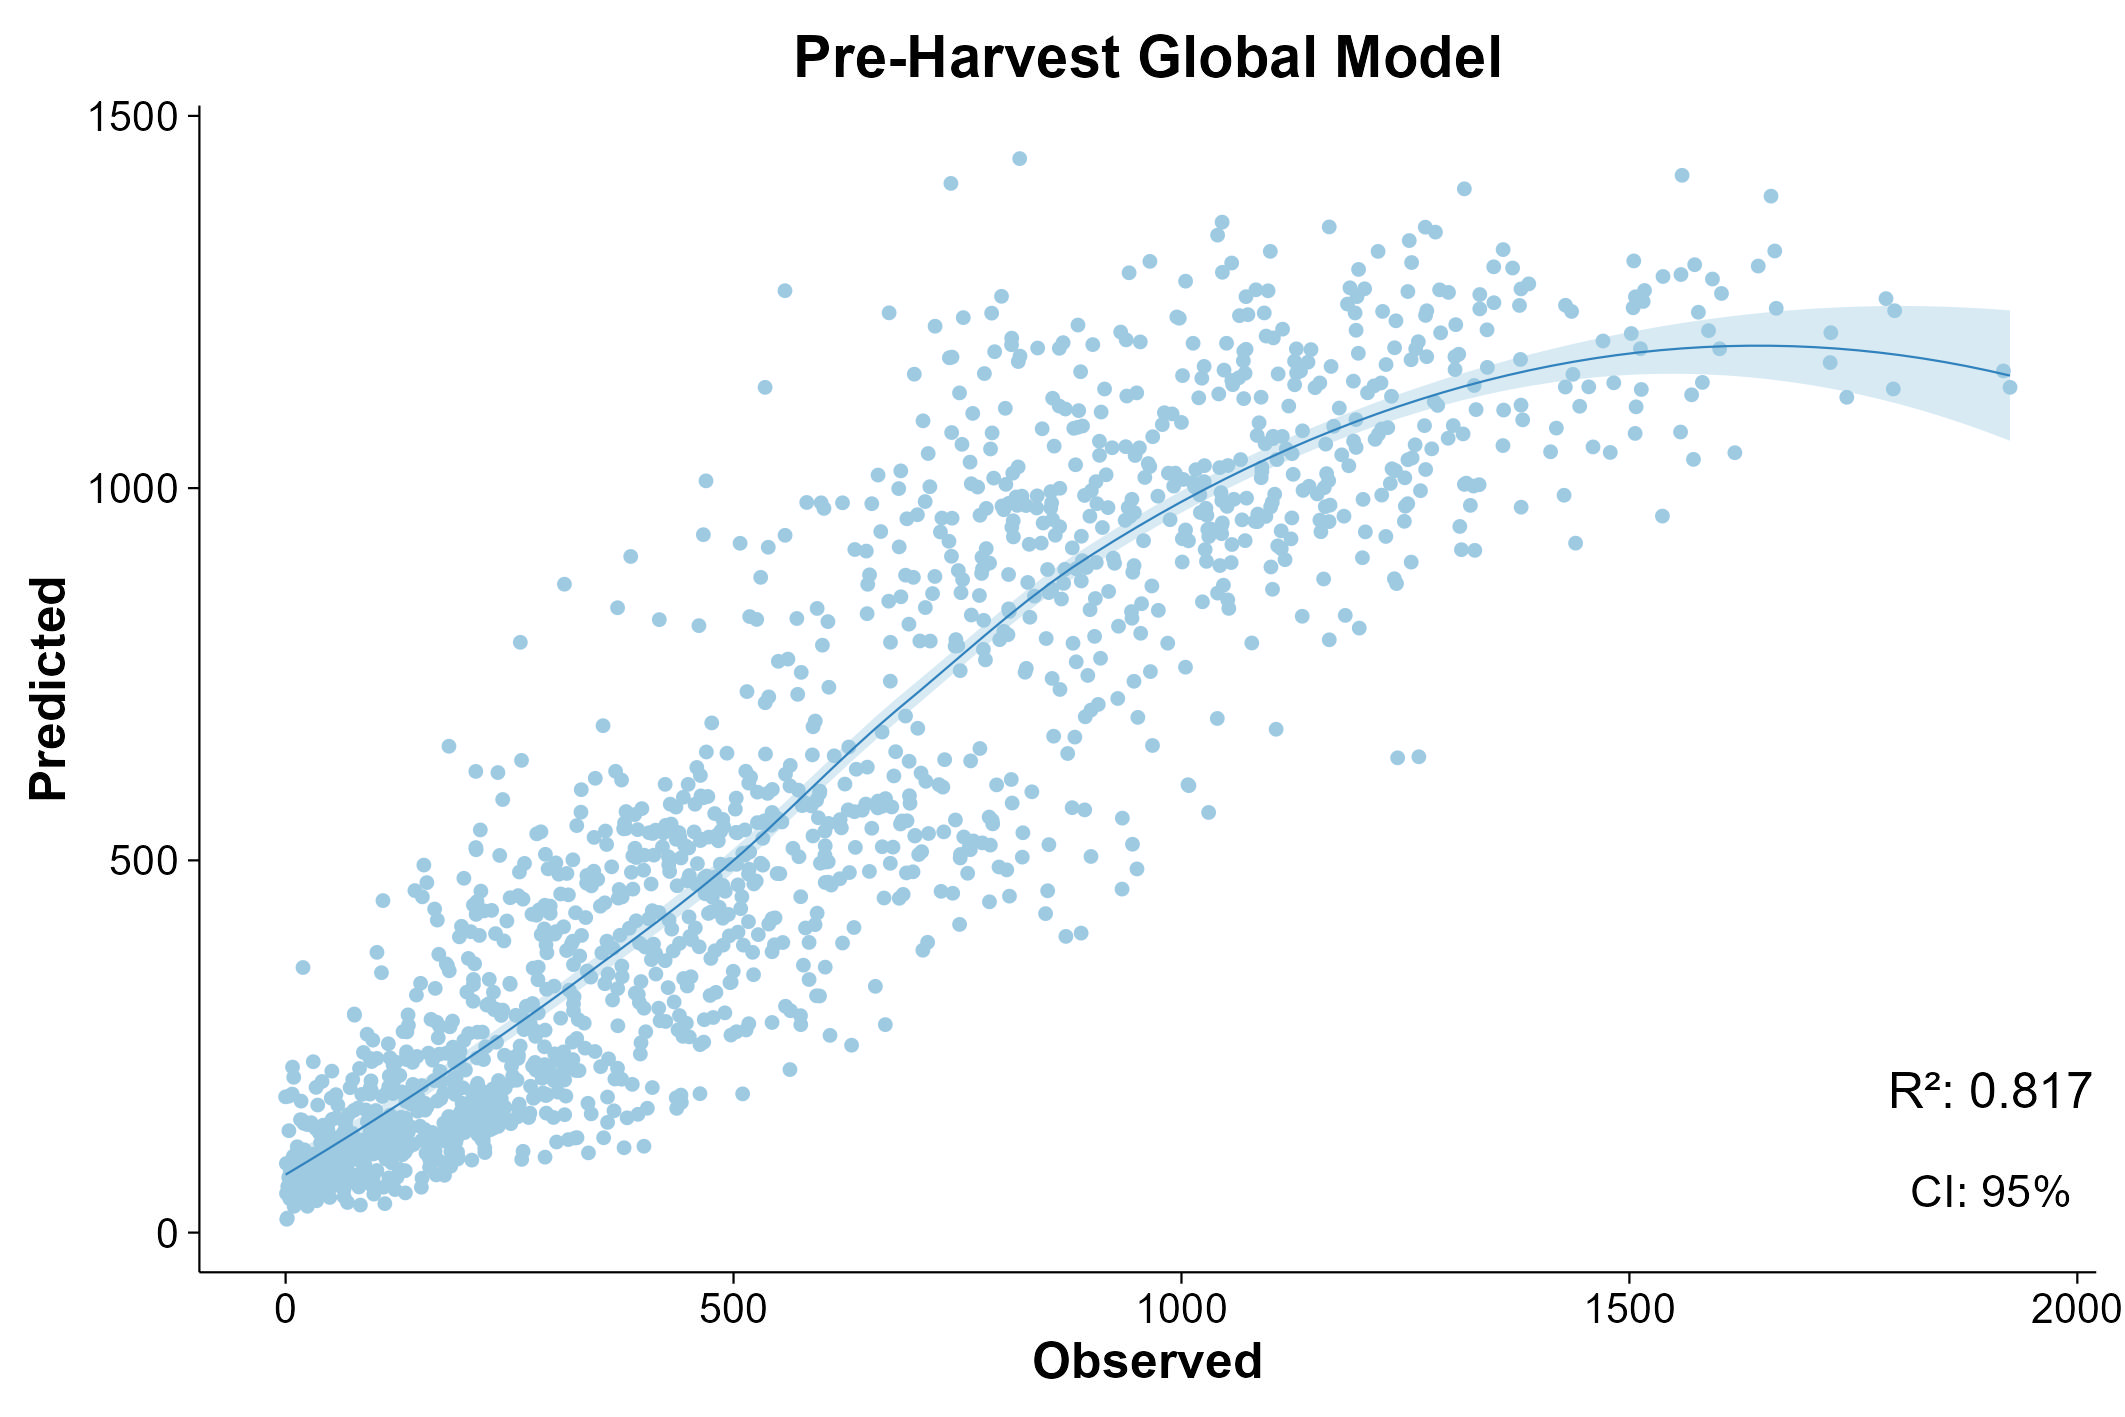 Pre-Harvest Global Model
1500
1000
500
0
Predicted
0 500 1000 1500 2000
Observed
R²: 0.817
CI: 95%